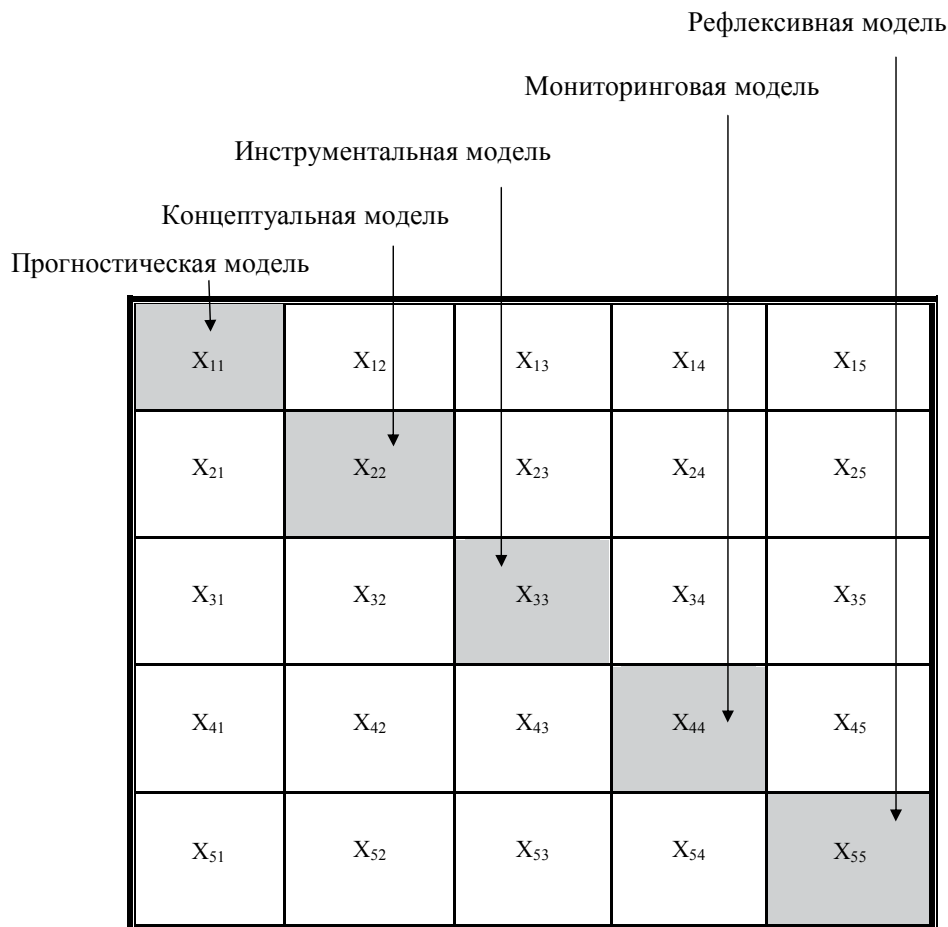 Рефлексивная модель
Мониторинговая модель
Инструментальная модель
Концептуальная модель
Прогностическая модель
X₁₁ X₁₂ X₁₃ X₁₄ X₁₅
X₂₁ X₂₂ X₂₃ X₂₄ X₂₅
X₃₁ X₃₂ X₃₃ X₃₄ X₃₅
X₄₁ X₄₂ X₄₃ X₄₄ X₄₅
X₅₁ X₅₂ X₅₃ X₅₄ X₅₅